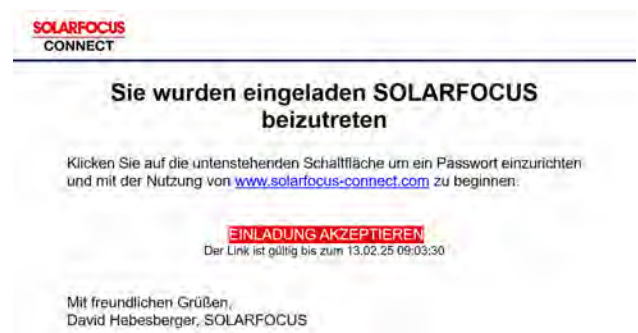 SOLARFOCUS
CONNECT
Sie wurden eingeladen SOLARFOCUS
beizutreten
Klicken Sie auf die untenstehenden Schaltfläche um ein Passwort einzurichten
und mit der Nutzung von www.solarfocus-connect.com zu beginnen.
EINLADUNG AKZEPTIEREN
Der Link ist gültig bis zum 13.02.25 09:03:30
Mit freundlichen Grüßen,
David Habesberger, SOLARFOCUS